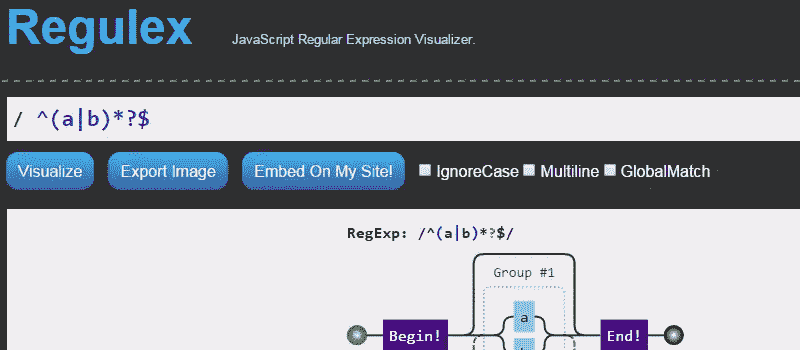 Regulex JavaScript Regular Expression Visualizer.
/ ^(a|b)*?$
Visualize Export Image Embed On My Site! IgnoreCase Multiline GlobalMatch
RegExp: /^(a|b)*?$/
Group #1
a
Begin! End!